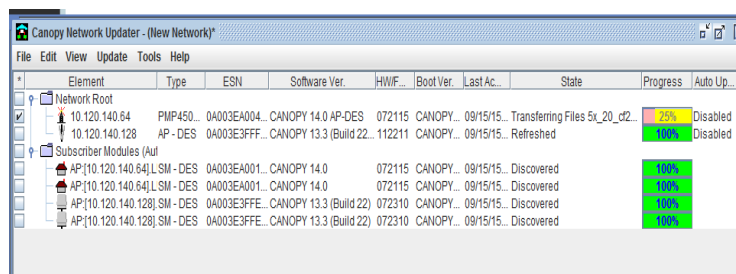 Canopy Network Updater - (New Network)*
File Edit View Update Tools Help
* Element Type ESN Software Ver. HW/F... Boot Ver. Last Ac... State Progress Auto Up...
Network Root
10.120.140.64 PMP450... 0A003EA004... CANOPY 14.0 AP-DES 072115 CANOPY... 09/15/15... Transferring Files 5x_20_cf2... 25% Disabled
10.120.140.128 AP - DES 0A003E3FFF... CANOPY 13.3 (Build 22... 112211 CANOPY... 09/15/15... Refreshed 100% Disabled
Subscriber Modules (Aut
AP:[10.120.140.64].L SM - DES 0A003EA001... CANOPY 14.0 072115 CANOPY... 09/15/15... Discovered 100%
AP:[10.120.140.64].L SM - DES 0A003EA001... CANOPY 14.0 072115 CANOPY... 09/15/15... Discovered 100%
AP:[10.120.140.128]. SM - DES 0A003E3FFE... CANOPY 13.3 (Build 22) 072310 CANOPY... 09/15/15... Discovered 100%
AP:[10.120.140.128]. SM - DES 0A003E3FFE... CANOPY 13.3 (Build 22) 072310 CANOPY... 09/15/15... Discovered 100%